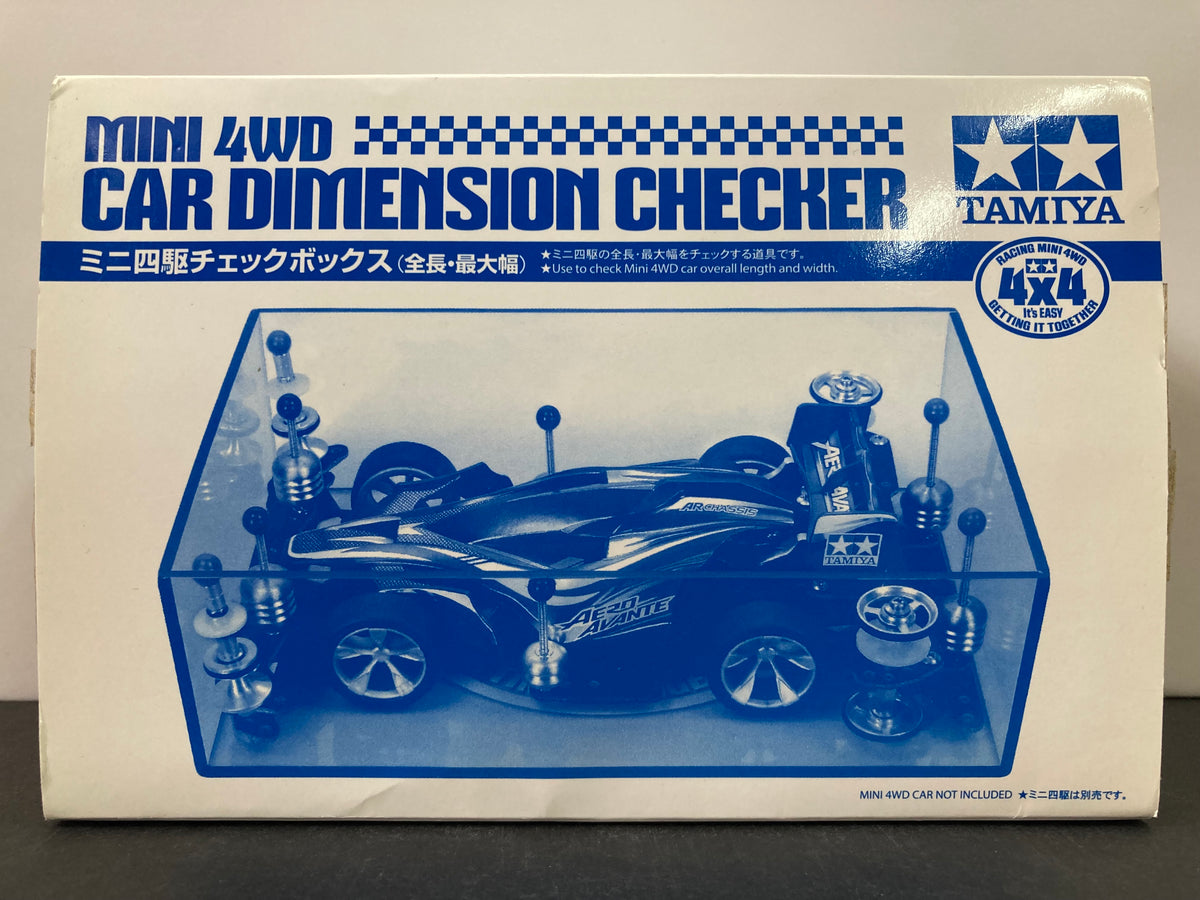 MINI 4WD
CAR DIMENSION CHECKER
TAMIYA
ミニ四駆チェックボックス(全長・最大幅)
★ミニ四駆の全長・最大幅をチェックする道具です。
★Use to check Mini 4WD car overall length and width.
RACING MINI 4WD
4x4
It's EASY
GETTING IT TOGETHER
AR CHASSIS
TAMIYA
AERO
AVANTE
MINI 4WD CAR NOT INCLUDED ★ミニ四駆は別売です。